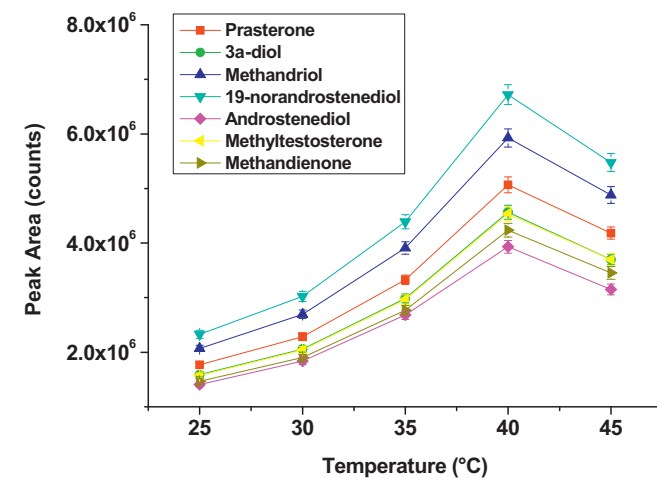 8.0x10⁶
6.0x10⁶
4.0x10⁶
2.0x10⁶
Peak Area (counts)
Prasterone
3a-diol
Methandriol
19-norandrostenediol
Androstenediol
Methyltestosterone
Methandienone
25 30 35 40 45
Temperature (°C)